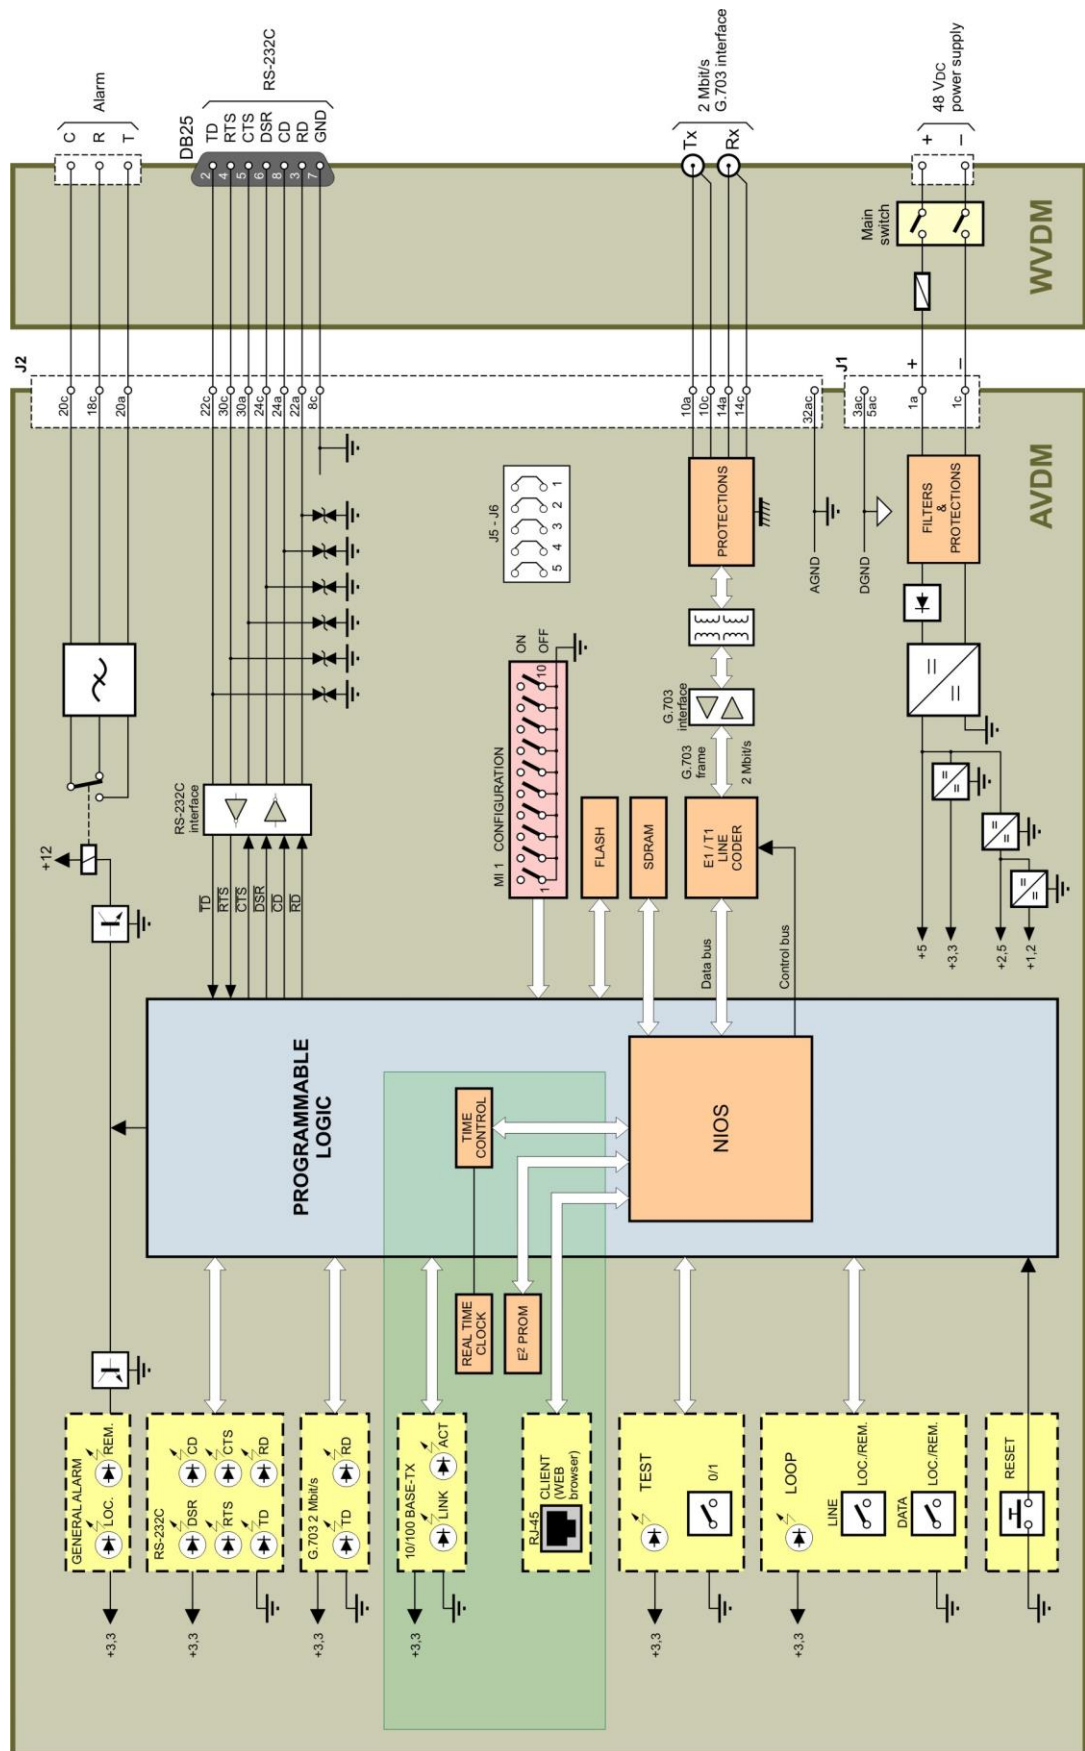 GENERAL ALARM
LOC.
REM.
+3,3
RS-232C
DSR
CD
RTS
CTS
TD
RD
+3,3
G.703 2 Mbit/s
TD
RD
+3,3
10/100 BASE-TX
LINK
ACT
+3,3
RJ-45
CLIENT
(WEB
browser)
TEST
0/1
+3,3
LOOP
LINE
LOC./REM.
DATA
LOC./REM.
+3,3
RESET
REAL TIME
CLOCK
E² PROM
PROGRAMMABLE
LOGIC
TIME
CONTROL
NIOS
+12
TD
RTS
CTS
DSR
CD
RD
RS-232C
interface
MI 1 CONFIGURATION
1
10
ON
OFF
FLASH
SDRAM
Data bus
Control bus
E1 / T1
LINE
CODER
G.703
frame
2 Mbit/s
G.703
interface
PROTECTIONS
J5 - J6
5
4
3
2
1
AGND
DGND
+5
+3,3
+2,5
+1,2
FILTERS
&
PROTECTIONS
AVDM
J2
20c
18c
20a
22c
30c
30a
24c
24a
22a
8c
10a
10c
14a
14c
32ac
J1
3ac
5ac
1a
+
1c
−
Main
switch
WVDM
C
R
T
Alarm
DB25
2
TD
4
RTS
5
CTS
6
DSR
8
CD
3
RD
7
GND
RS-232C
Tx
Rx
2 Mbit/s
G.703 interface
+
−
48 VDC
power supply